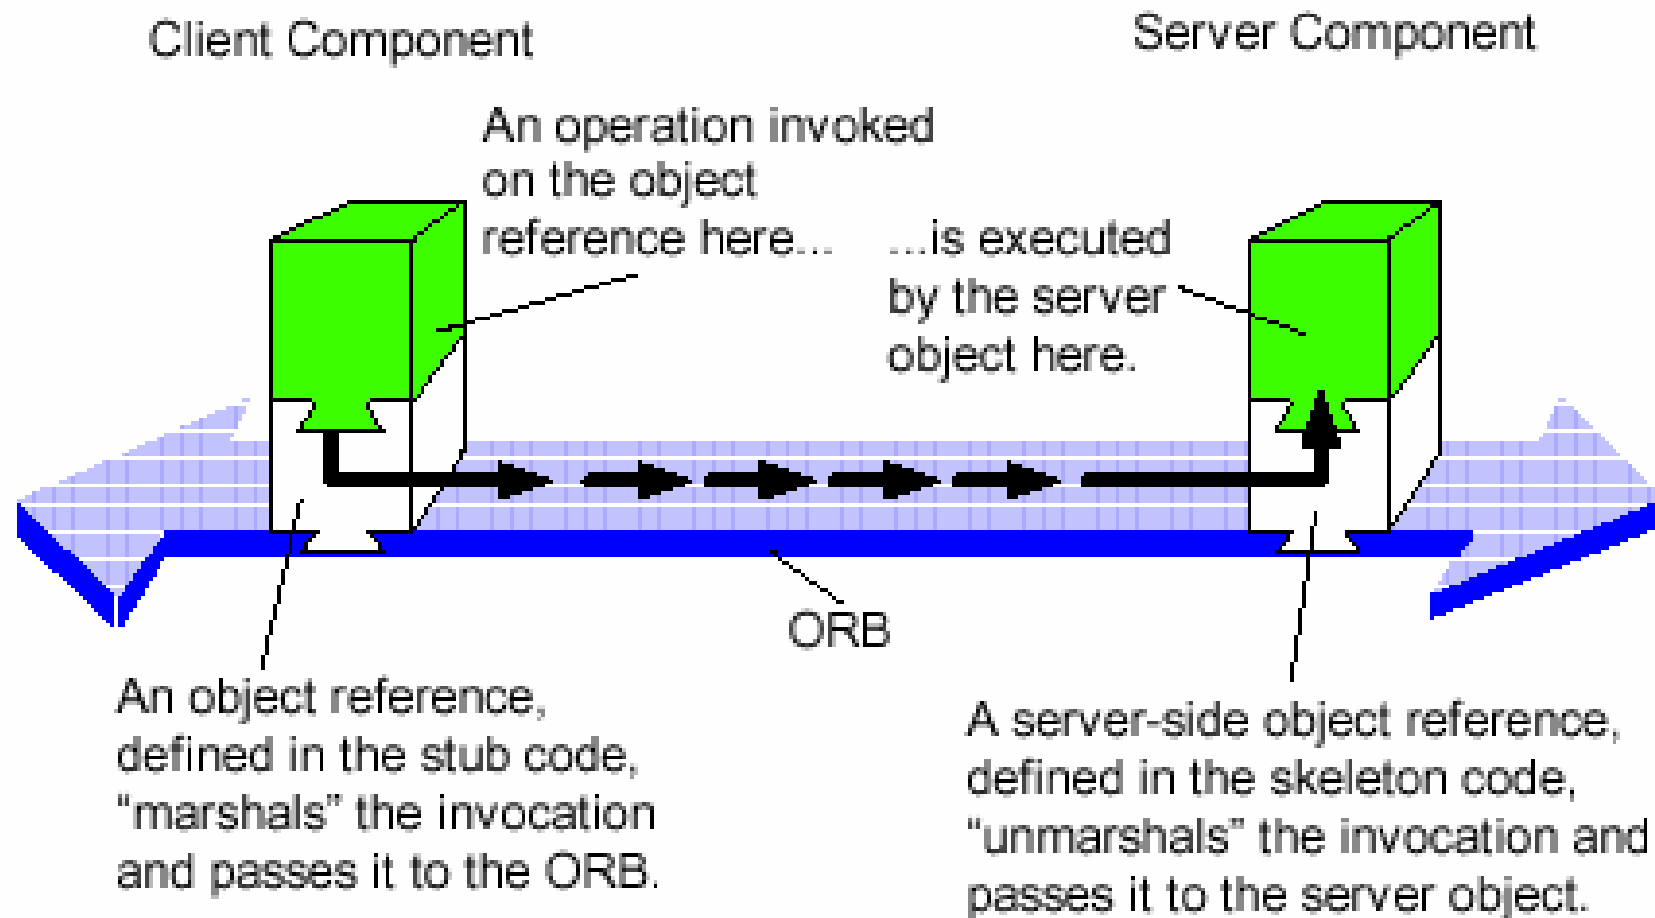 Client Component
Server Component
An operation invoked
on the object
reference here...
...is executed
by the server
object here.
ORB
An object reference,
defined in the stub code,
“marshals” the invocation
and passes it to the ORB.
A server-side object reference,
defined in the skeleton code,
“unmarshals” the invocation and
passes it to the server object.